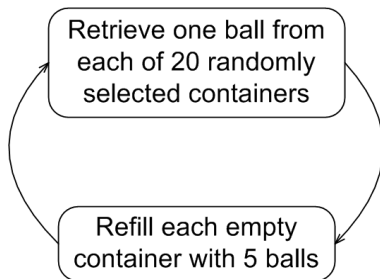 Retrieve one ball from
each of 20 randomly
selected containers
Refill each empty
container with 5 balls